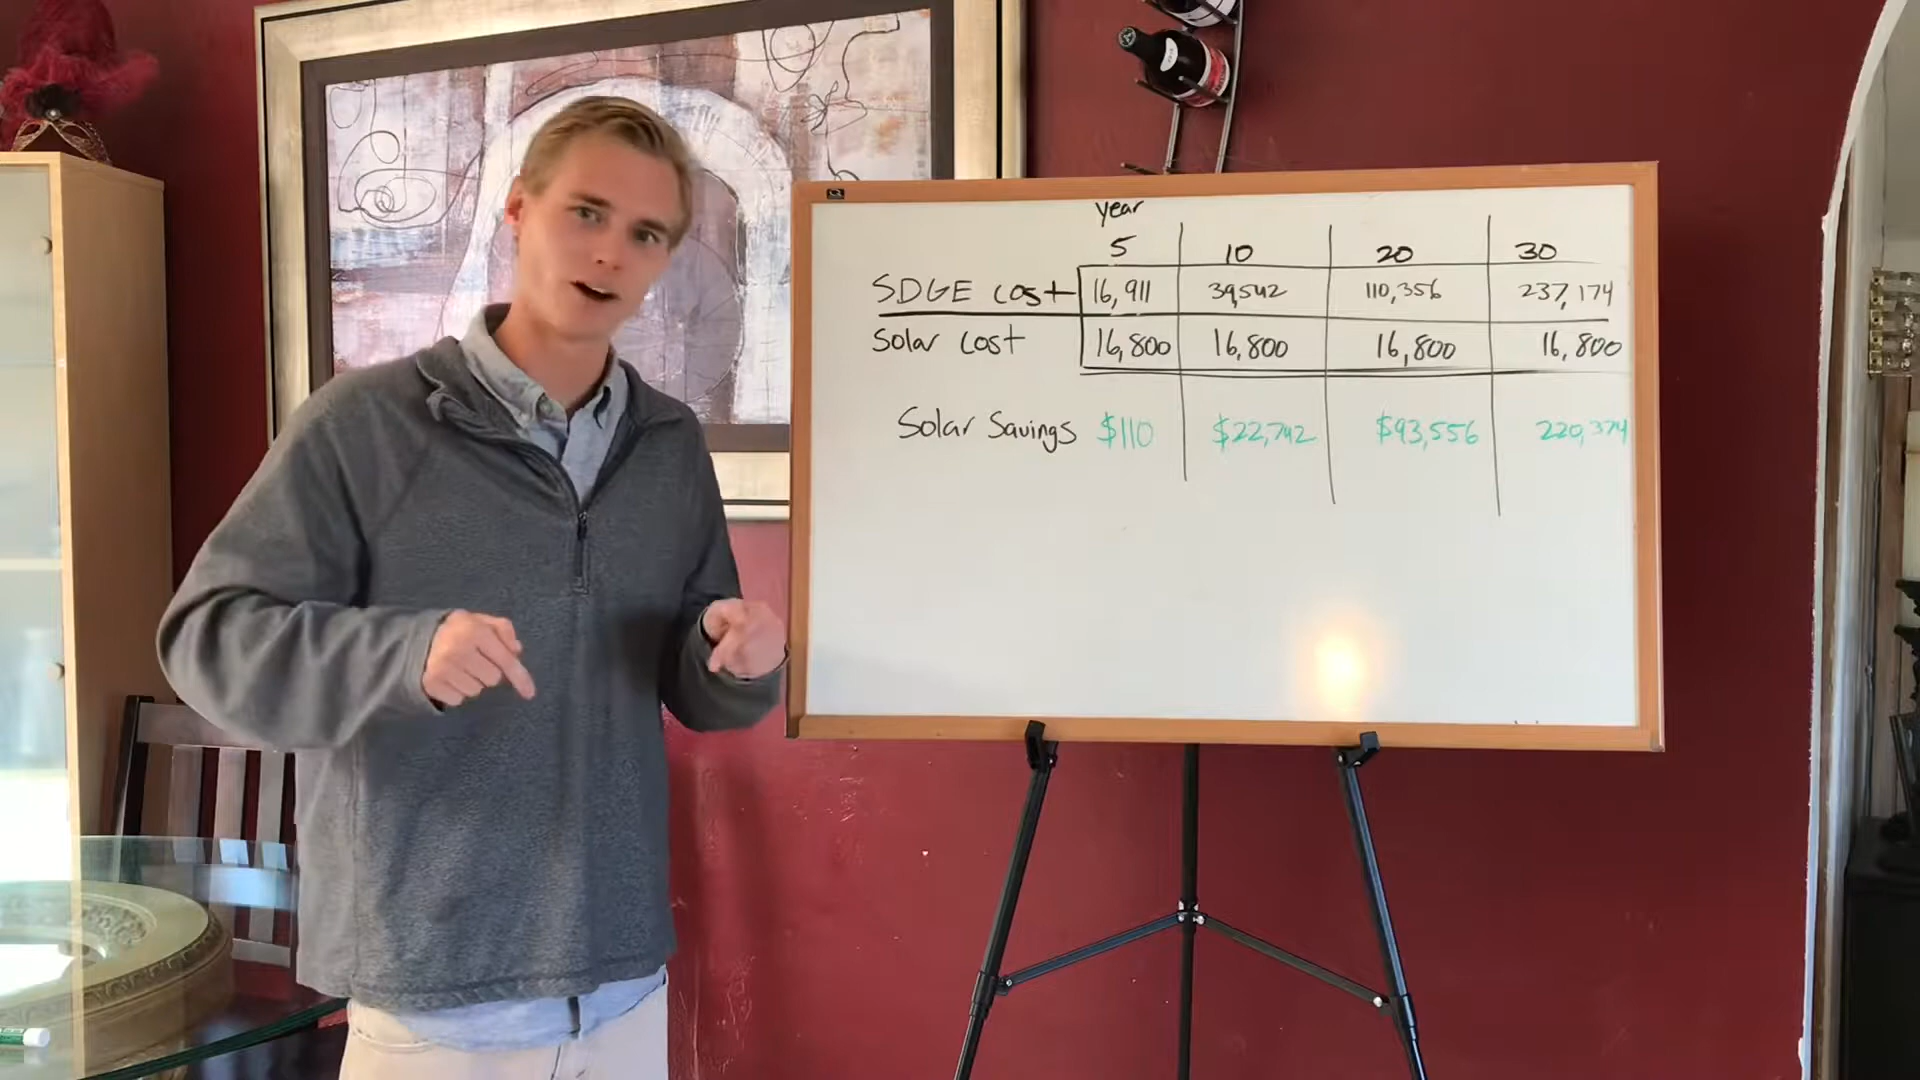 year
5 10 20 30
SDGE cost 16,911 39,542 110,356 237,174
Solar Cost 16,800 16,800 16,800 16,800
Solar Savings $110 $22,742 $93,556 220,374